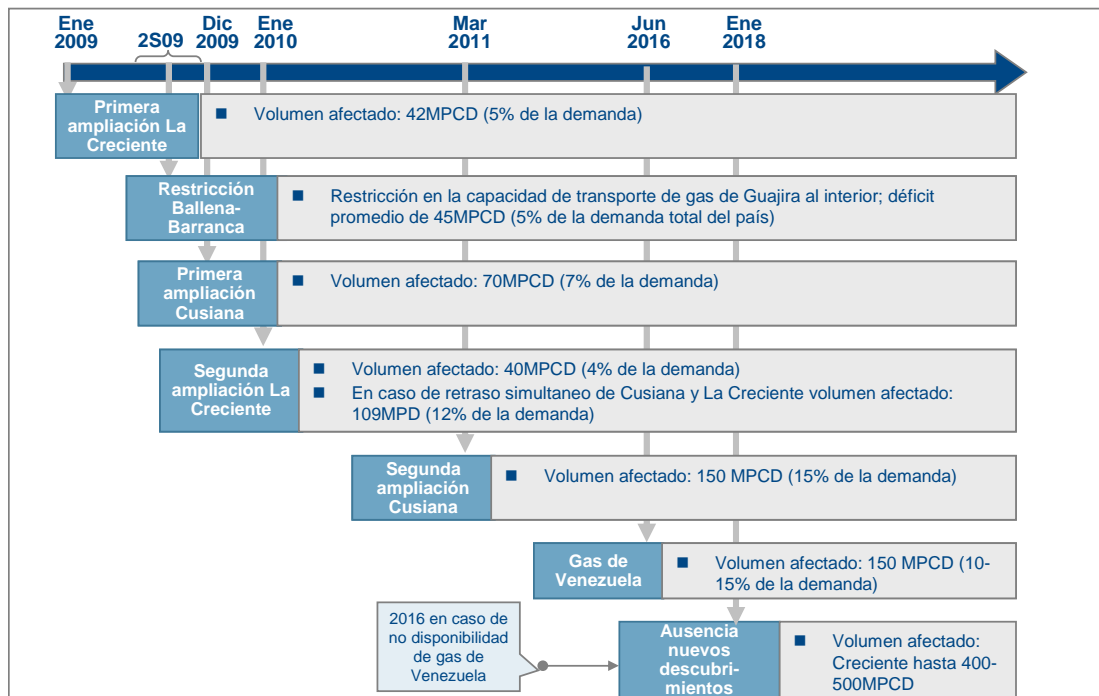 Ene
2009
2S09
Dic
2009
Ene
2010
Mar
2011
Jun
2016
Ene
2018
Primera
ampliación La
Creciente
■ Volumen afectado: 42MPCD (5% de la demanda)
Restricción
Ballena-
Barranca
■ Restricción en la capacidad de transporte de gas de Guajira al interior; déficit
promedio de 45MPCD (5% de la demanda total del país)
Primera
ampliación
Cusiana
■ Volumen afectado: 70MPCD (7% de la demanda)
Segunda
ampliación La
Creciente
■ Volumen afectado: 40MPCD (4% de la demanda)
■ En caso de retraso simultaneo de Cusiana y La Creciente volumen afectado:
109MPD (12% de la demanda)
Segunda
ampliación
Cusiana
■ Volumen afectado: 150 MPCD (15% de la demanda)
Gas de
Venezuela
■ Volumen afectado: 150 MPCD (10-
15% de la demanda)
2016 en caso de
no disponibilidad
de gas de
Venezuela
Ausencia
nuevos
descubri-
mientos
■ Volumen afectado:
Creciente hasta 400-
500MPCD